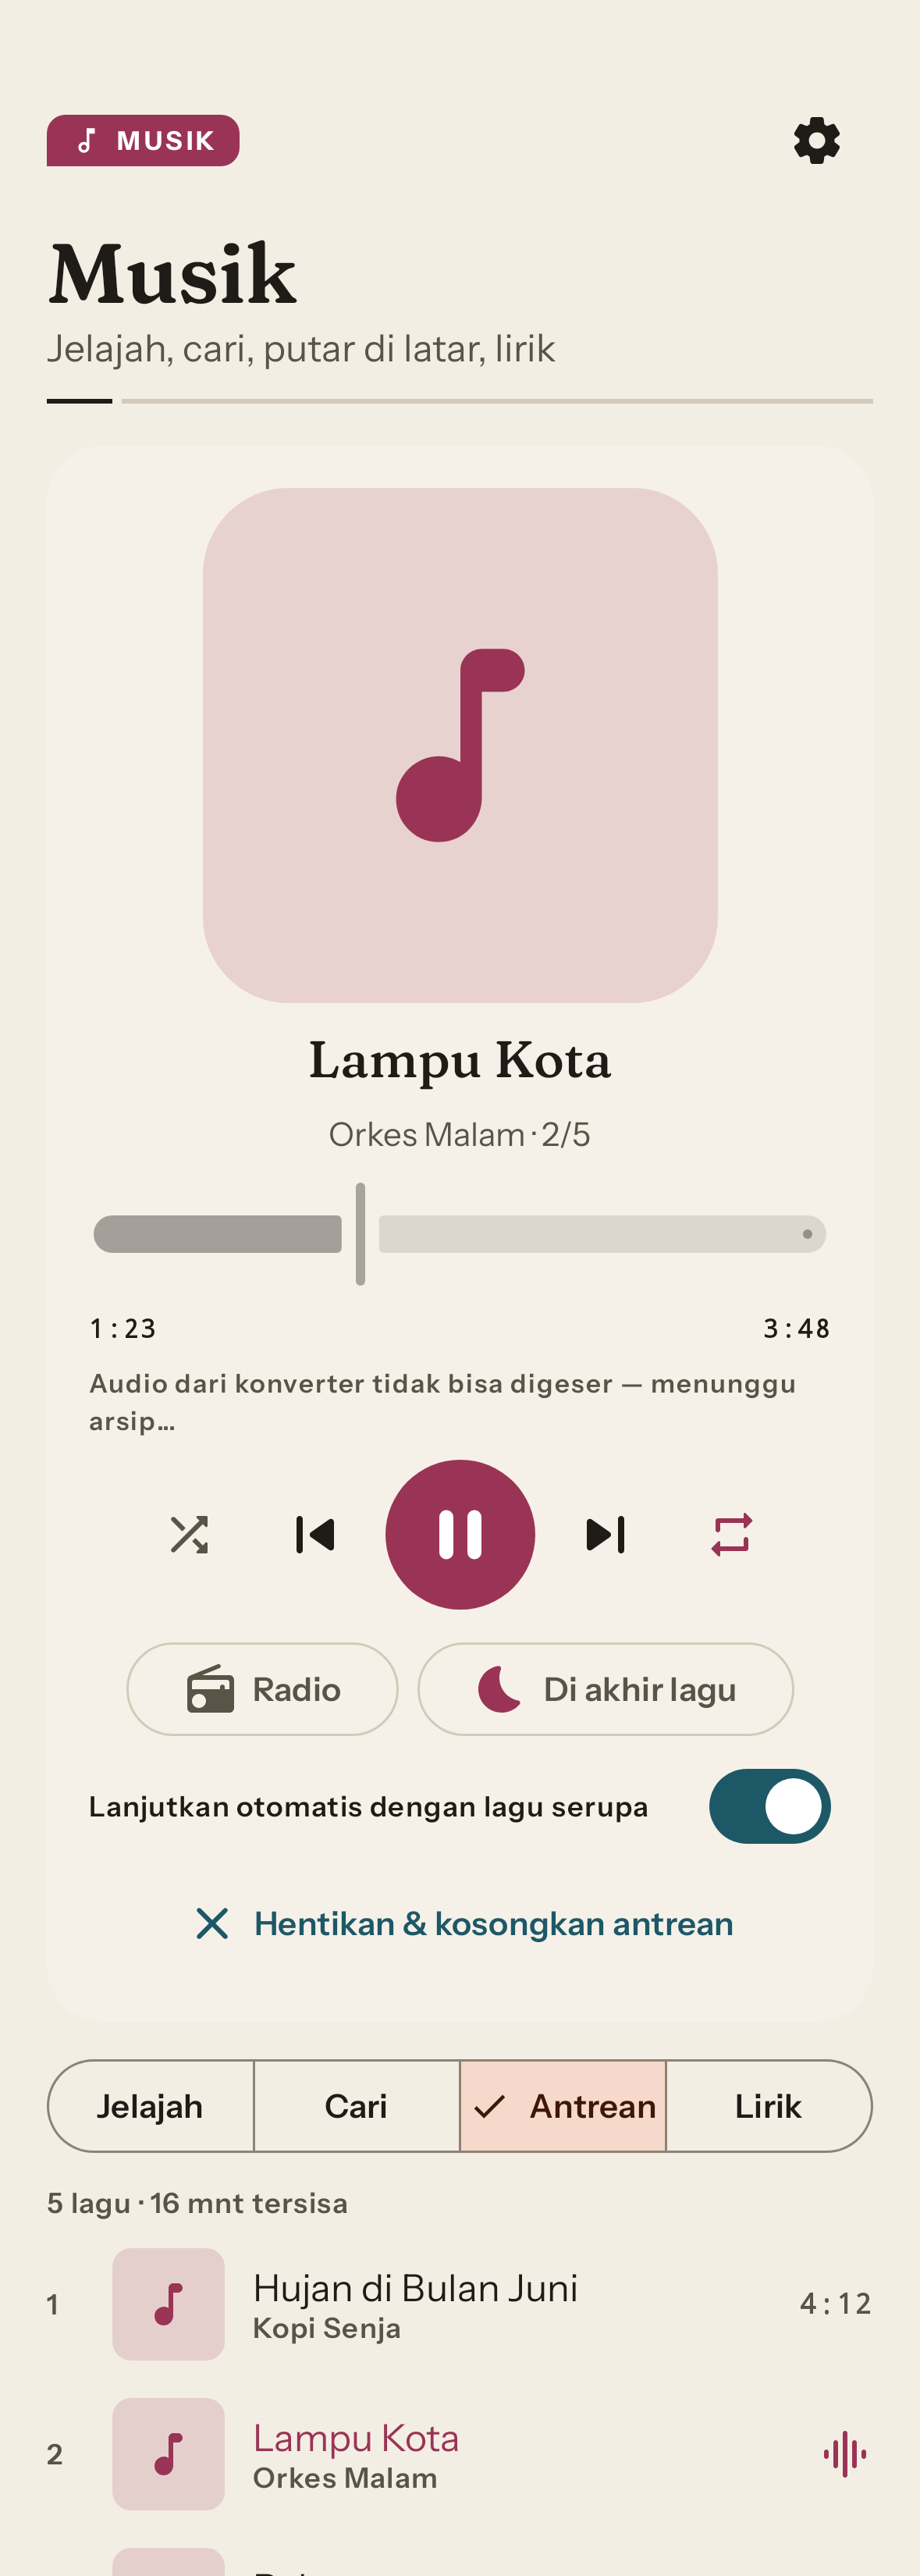 MUSIK
Musik
Jelajah, cari, putar di latar, lirik
Lampu Kota
Orkes Malam · 2/5
1:23
3:48
Audio dari konverter tidak bisa digeser — menunggu
arsip…
Radio
Di akhir lagu
Lanjutkan otomatis dengan lagu serupa
Hentikan & kosongkan antrean
Jelajah
Cari
Antrean
Lirik
5 lagu · 16 mnt tersisa
1
Hujan di Bulan Juni
Kopi Senja
4:12
2
Lampu Kota
Orkes Malam